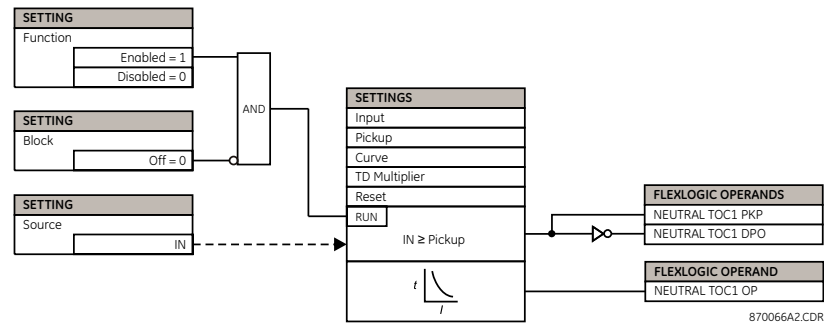 SETTING
Function
Enabled = 1
Disabled = 0
AND
SETTING
Block
Off = 0
SETTING
Source
IN
SETTINGS
Input
Pickup
Curve
TD Multiplier
Reset
RUN
IN ≥ Pickup
t
I
FLEXLOGIC OPERANDS
NEUTRAL TOC1 PKP
NEUTRAL TOC1 DPO
FLEXLOGIC OPERAND
NEUTRAL TOC1 OP
870066A2.CDR